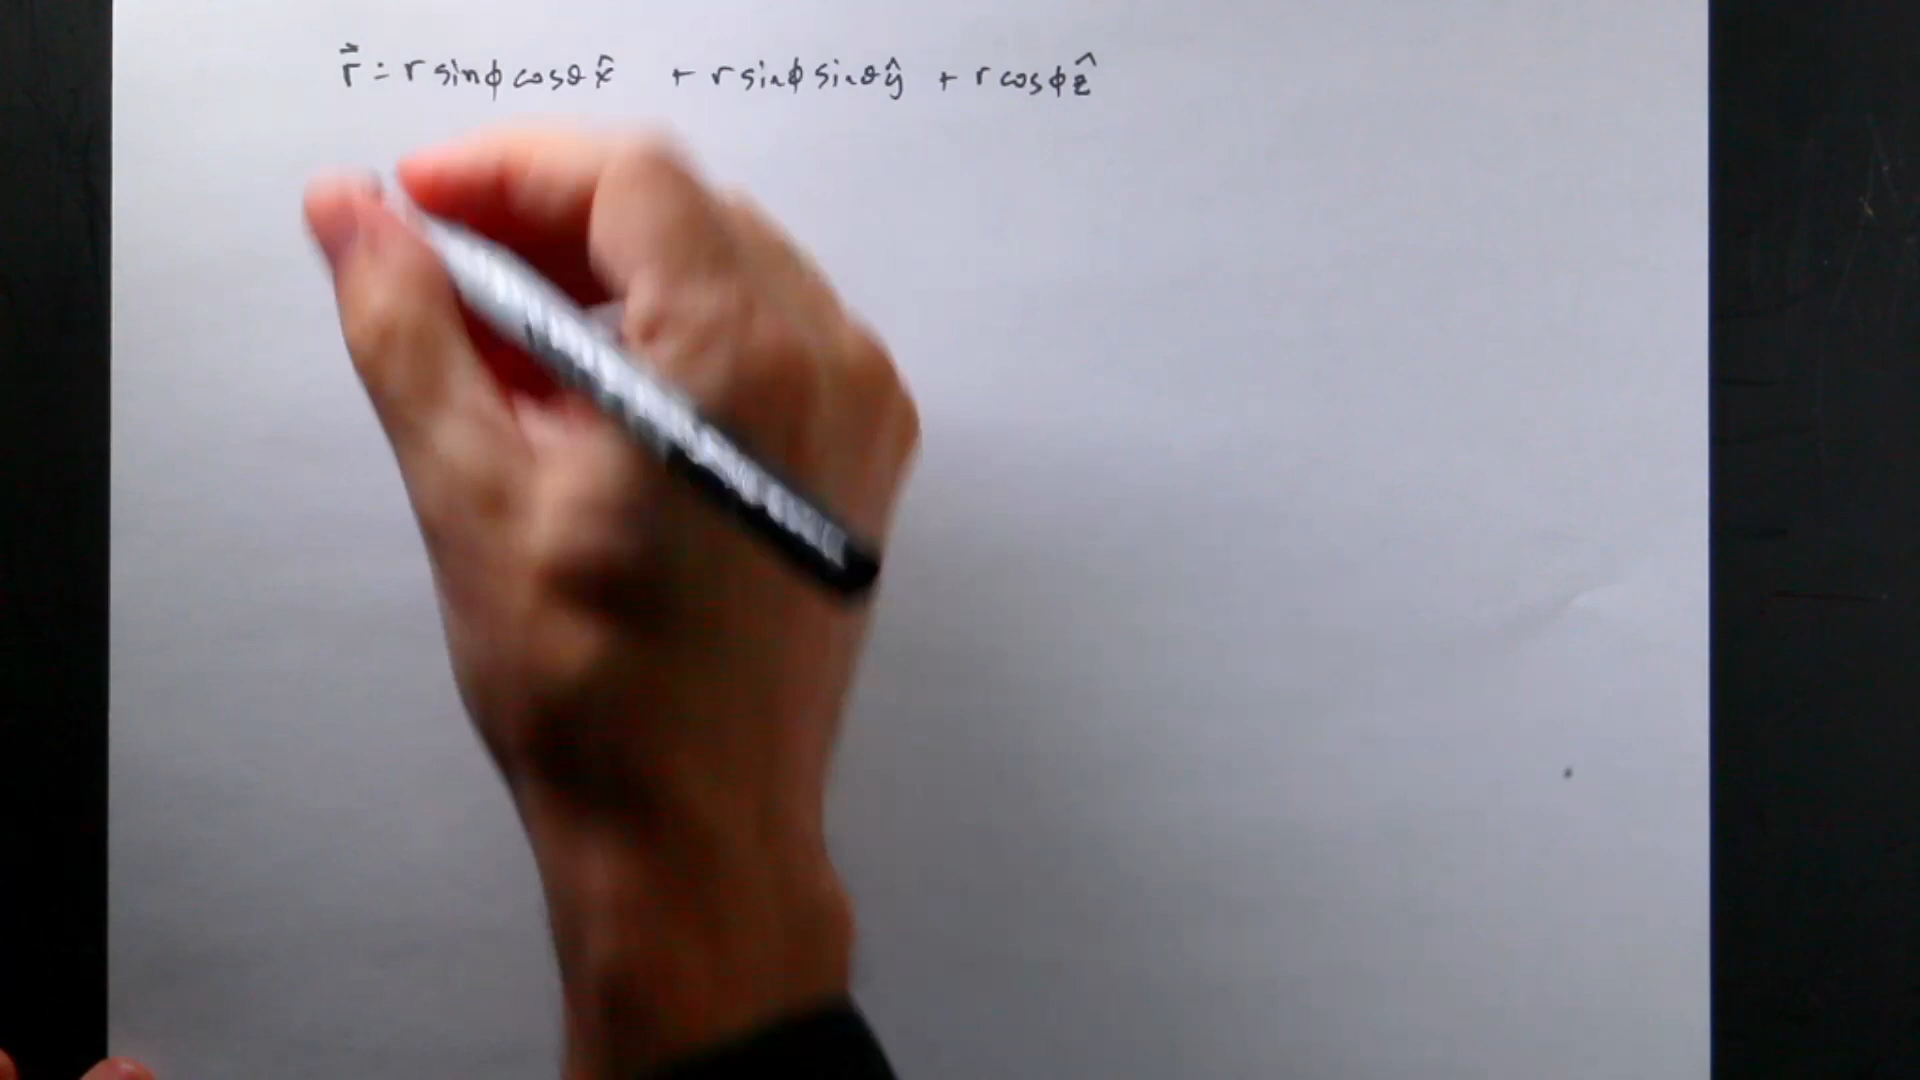 r⃗ = r sinϕ cosθ x̂ + r sinϕ sinθ ŷ + r cosϕ ẑ